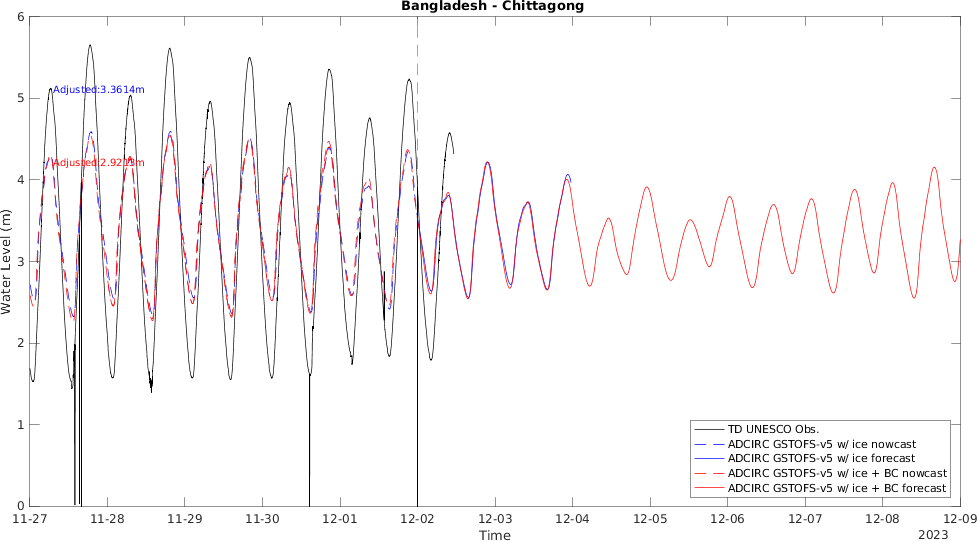 Bangladesh - Chittagong
6
5
4
3
2
1
0
Water Level (m)
Adjusted:3.3614m
11-27
11-28
11-29
11-30
12-01
12-02
12-03
12-04
12-05
12-06
12-07
12-08
12-09
Time
2023
TD UNESCO Obs.
ADCIRC GSTOFS-v5 w/ ice nowcast
ADCIRC GSTOFS-v5 w/ ice forecast
ADCIRC GSTOFS-v5 w/ ice + BC nowcast
ADCIRC GSTOFS-v5 w/ ice + BC forecast